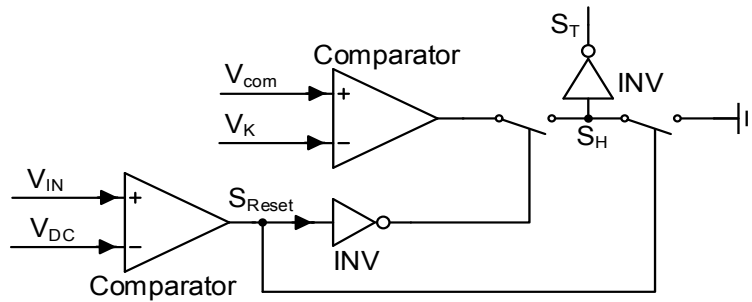 S_T
Comparator
INV
V_com
+
V_K
−
S_H
V_IN
+
S_Reset
V_DC
−
INV
Comparator